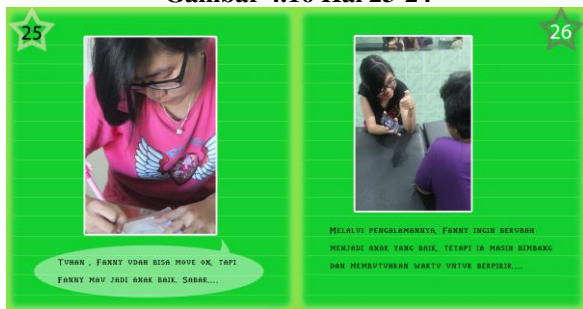 Gambar 4.16 Hal 23-24
25
26
TUHAN , FANNY UDAH BISA MOVE ON, TAPI
FANNY MAU JADI ANAK BAIK. SABAR....
MELALUI PENGALAMANNYA, FANNY INGIN BERUBAH
MENJADI ANAK YANG BAIK, TETAPI IA MASIH BIMBANG
DAN MEMBUTUHKAN WAKTU UNTUK BERPIKIR....